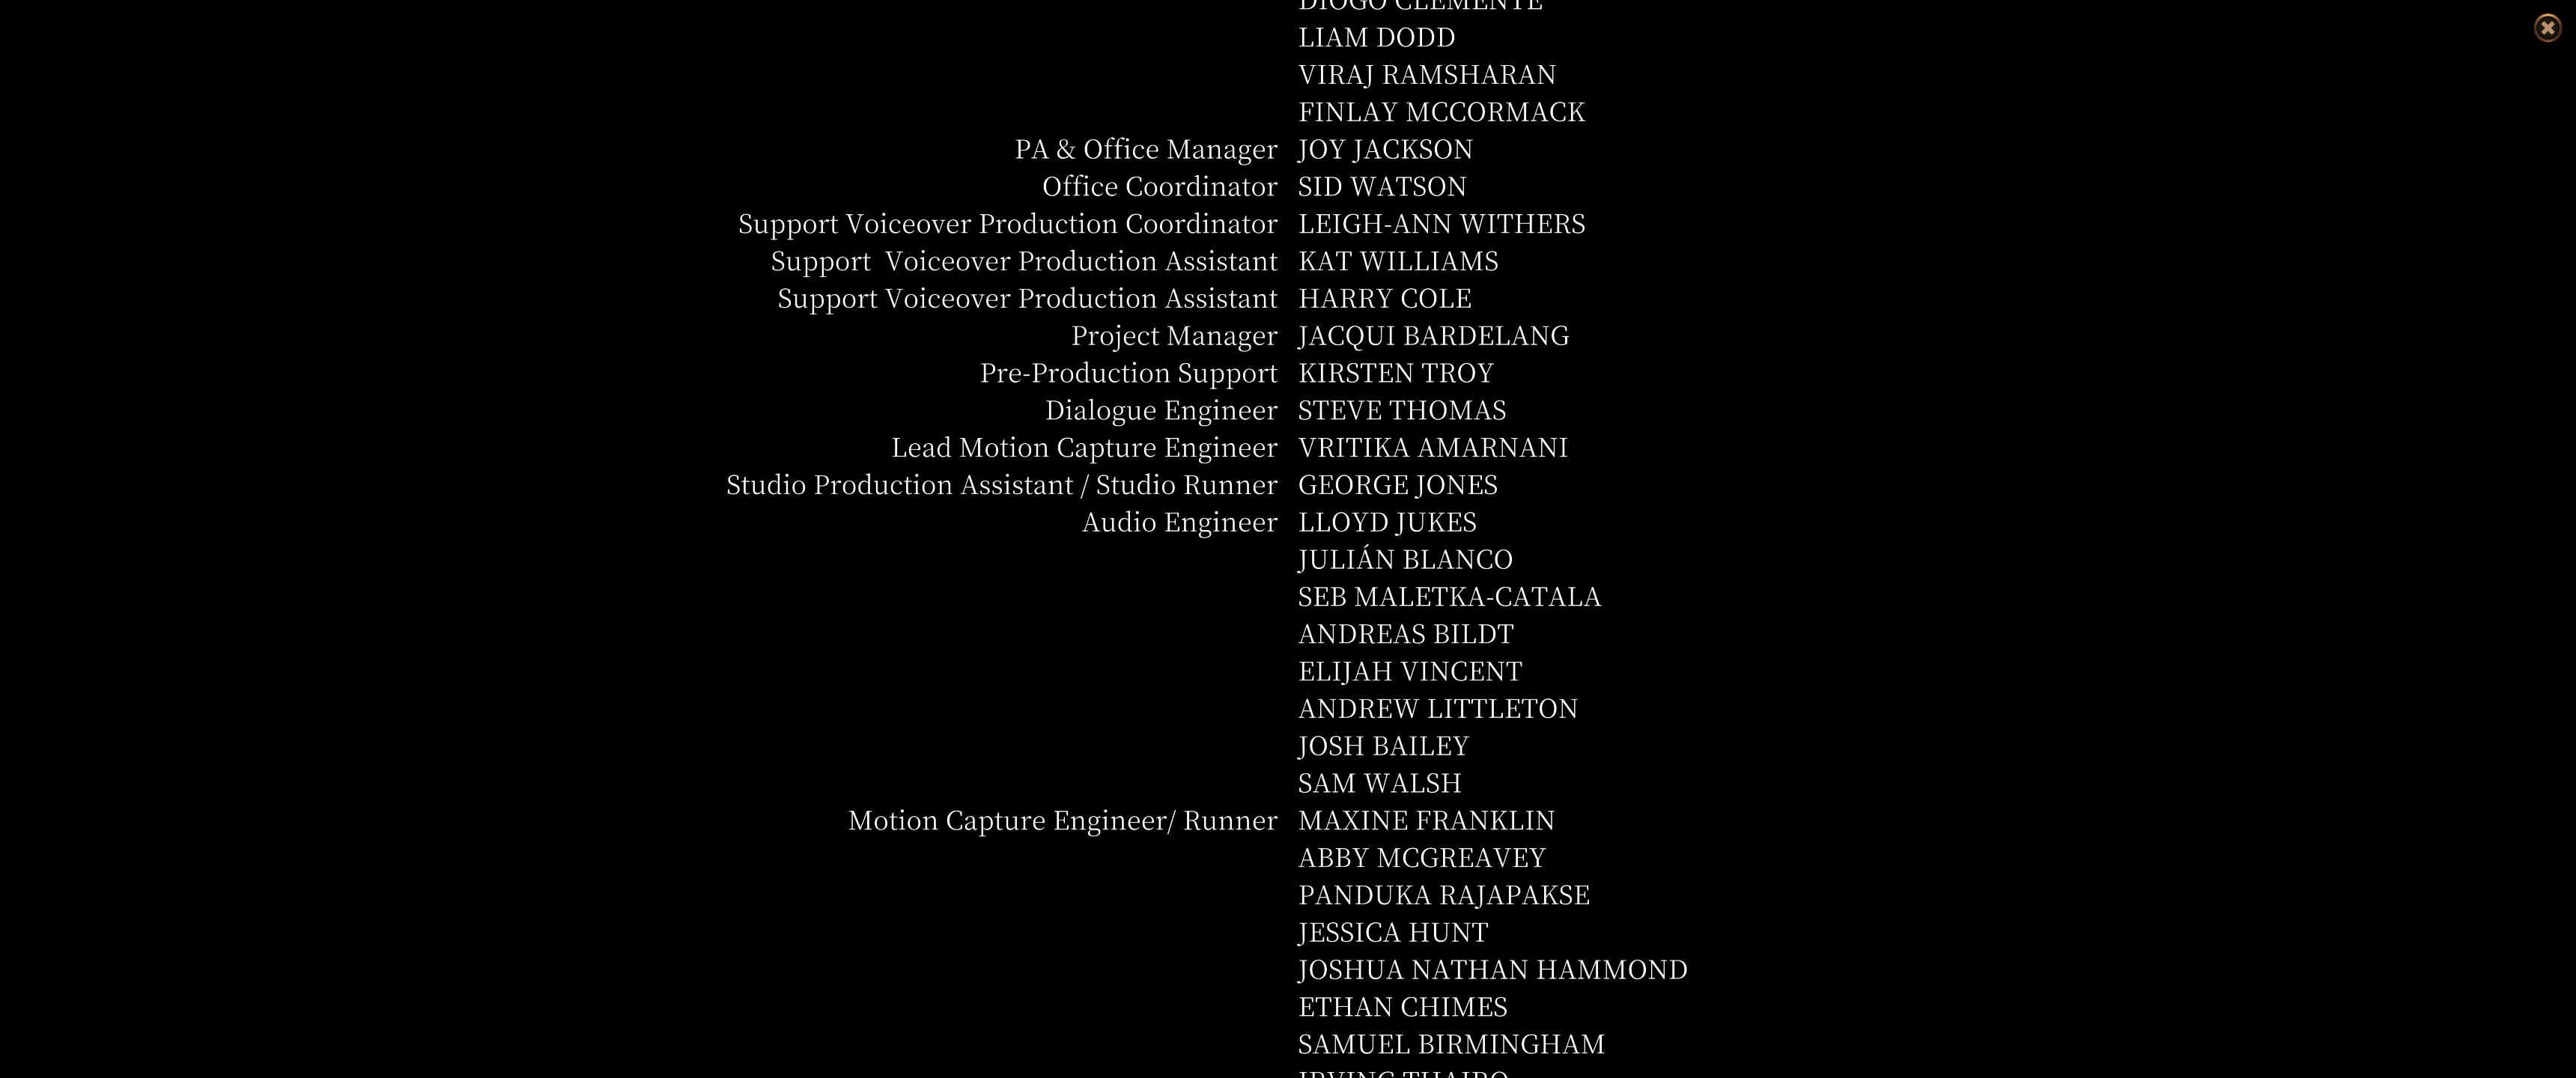 DIOGO CLEMENTE
LIAM DODD
VIRAJ RAMSHARAN
FINLAY MCCORMACK
PA & Office Manager JOY JACKSON
Office Coordinator SID WATSON
Support Voiceover Production Coordinator LEIGH-ANN WITHERS
Support  Voiceover Production Assistant KAT WILLIAMS
Support Voiceover Production Assistant HARRY COLE
Project Manager JACQUI BARDELANG
Pre-Production Support KIRSTEN TROY
Dialogue Engineer STEVE THOMAS
Lead Motion Capture Engineer VRITIKA AMARNANI
Studio Production Assistant / Studio Runner GEORGE JONES
Audio Engineer LLOYD JUKES
JULIÁN BLANCO
SEB MALETKA-CATALA
ANDREAS BILDT
ELIJAH VINCENT
ANDREW LITTLETON
JOSH BAILEY
SAM WALSH
Motion Capture Engineer/ Runner MAXINE FRANKLIN
ABBY MCGREAVEY
PANDUKA RAJAPAKSE
JESSICA HUNT
JOSHUA NATHAN HAMMOND
ETHAN CHIMES
SAMUEL BIRMINGHAM
IRVING